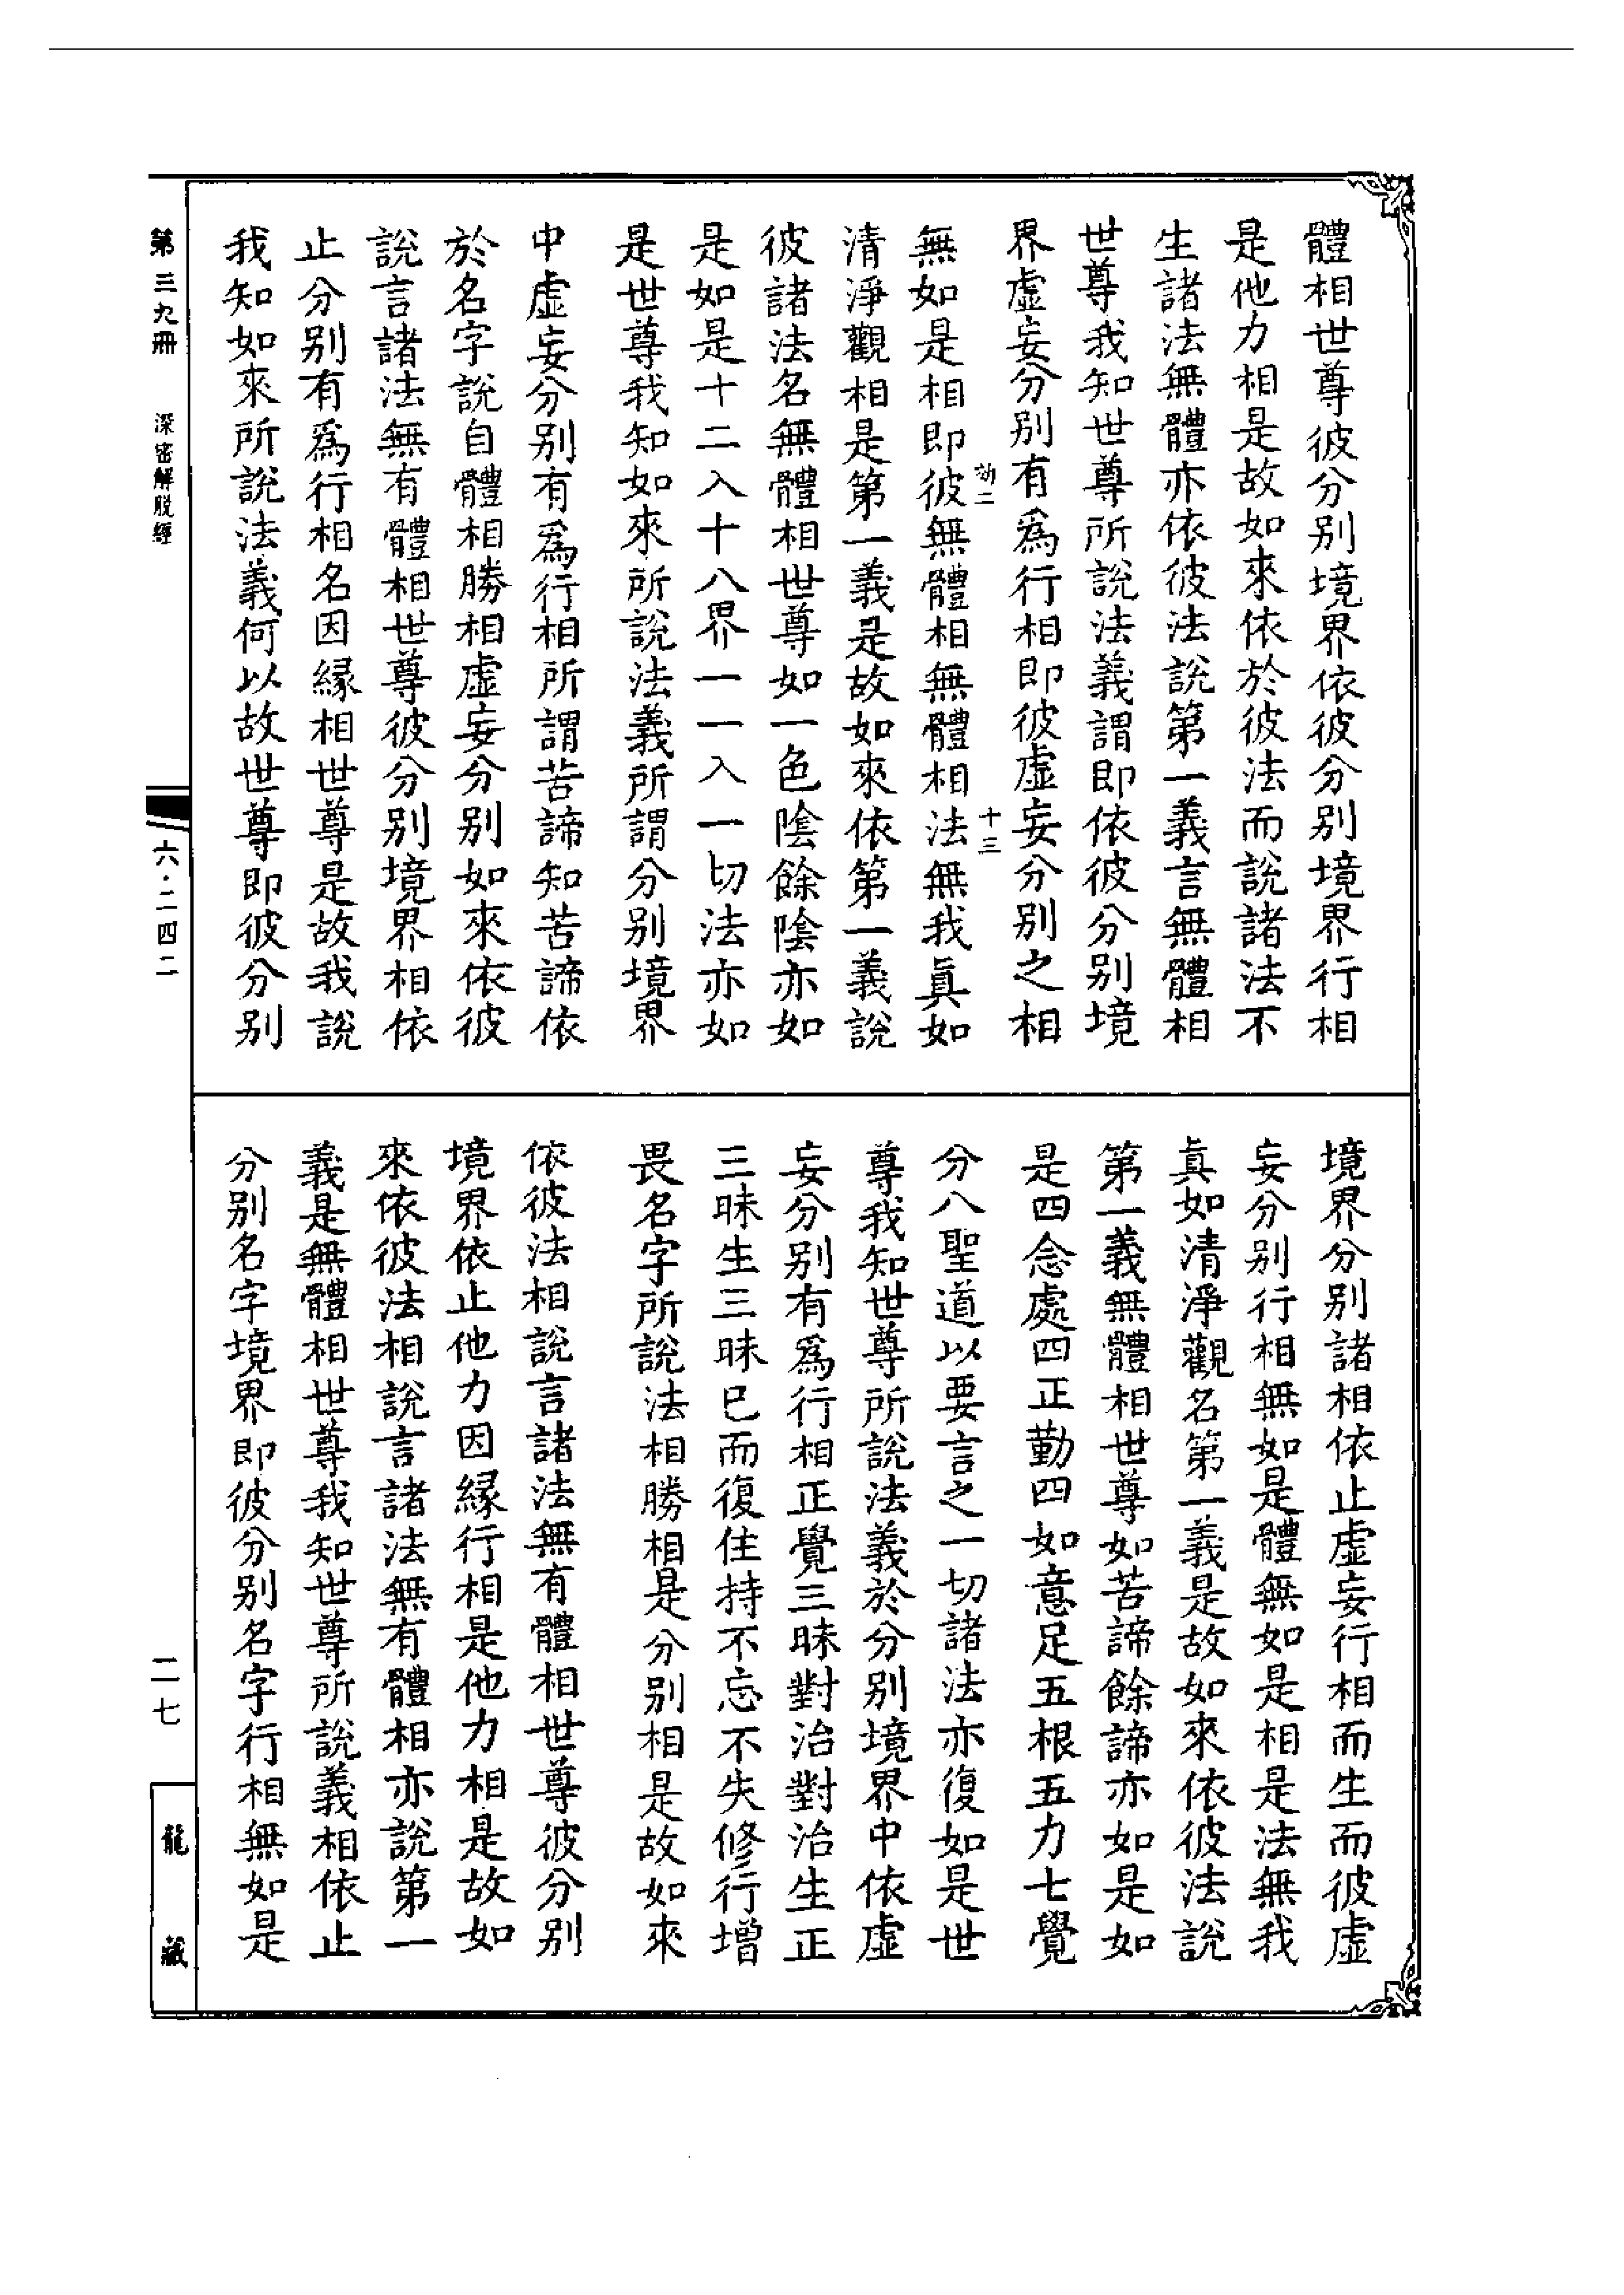 體相世尊彼分別境界依彼分別境界行相
是他力相是故如來依於彼法而說諸法不
生諸法無體亦依彼法說第一義言無體相
世尊我知世尊所說法義謂即依彼分別境
界虛妄分別有爲行相即彼虛妄分別之相
劾二
十三
無如是相即彼無體相無體相法無我真如
清淨觀相是第一義是故如來依第一義說
彼諸法名無體相世尊如一色陰餘陰亦如
是如是十二入十八界一一入一切法亦如
是世尊我知如來所說法義所謂分別境界
中虛妄分別有爲行相所謂苦諦知苦諦依
於名字說自體相勝相虛妄分別如來依彼
說言諸法無有體相世尊彼分別境界相依
止分別有爲行相名因緣相世尊是故我說
我知如來所說法義何以故世尊即彼分別
境界分別諸相依止虛妄行相而生而彼虛
妄分別行相無如是體無如是相是法無我
真如清淨觀名第一義是故如來依彼法說
第一義無體相世尊如苦諦餘諦亦如是如
是四念處四正勤四如意足五根五力七覺
分八聖道以要言之一切諸法亦復如是世
尊我知世尊所說法義於分別境界中依虛
妄分別有爲行相正覺三昧對治對治生正
三昧生三昧已而復住持不忘不失修行增
畏名字所說法相勝相是分別相是故如來
依彼法相說言諸法無有體相世尊彼分別
境界依止他力因緣行相是他力相是故如
來依彼法相說言諸法無有體相亦說第一
義是無體相世尊我知世尊所說義相依止
分別名字境界即彼分別名字行相無如是
第三九冊
深密解脫經
六·二四二
二七
龍藏